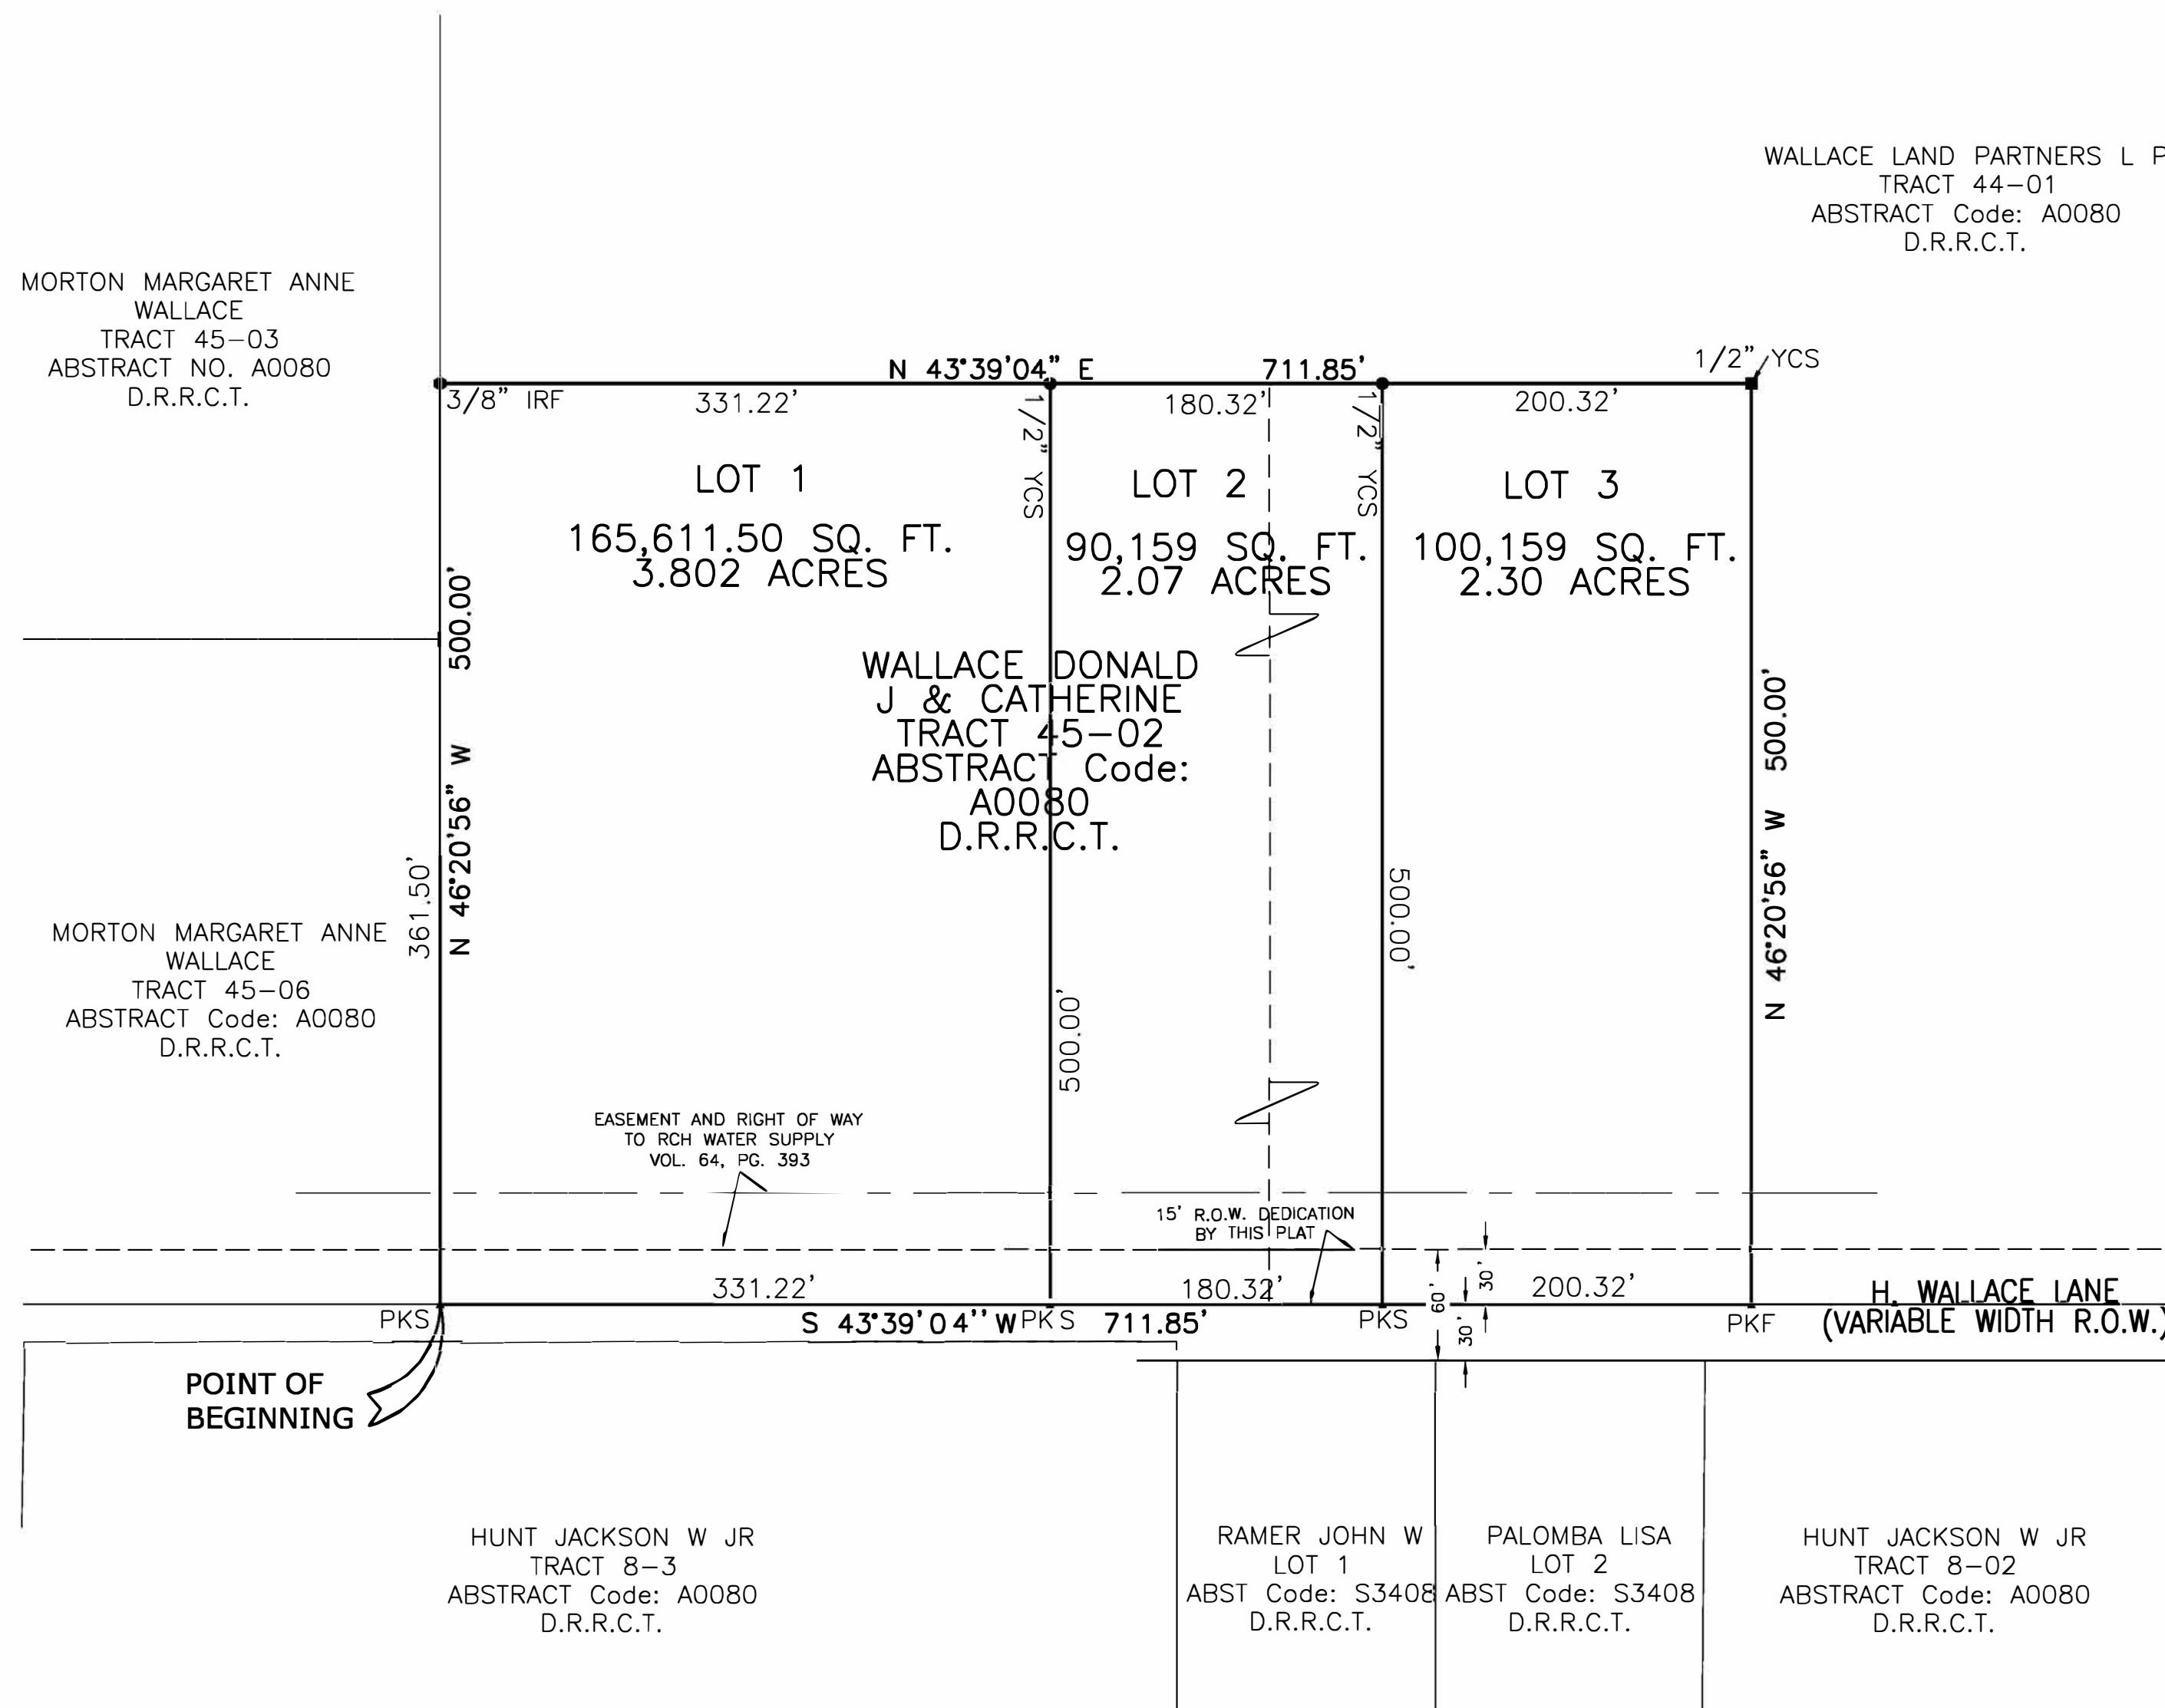 WALLACE LAND PARTNERS L P
TRACT 44-01
ABSTRACT Code: A0080
D.R.R.C.T.
MORTON MARGARET ANNE
WALLACE
TRACT 45-03
ABSTRACT NO. A0080
D.R.R.C.T.
N 43°39'04" E 711.85'
1/2" YCS
3/8" IRF
331.22'
180.32'
200.32'
1/2" YCS
1/2" YCS
LOT 1
165,611.50 SQ. FT.
3.802 ACRES
LOT 2
90,159 SQ. FT.
2.07 ACRES
LOT 3
100,159 SQ. FT.
2.30 ACRES
N 46°20'56" W 500.00'
361.50'
WALLACE DONALD
J & CATHERINE
TRACT 45-02
ABSTRACT Code:
A0080
D.R.R.C.T.
500.00'
500.00'
N 46°20'56" W 500.00'
MORTON MARGARET ANNE
WALLACE
TRACT 45-06
ABSTRACT Code: A0080
D.R.R.C.T.
EASEMENT AND RIGHT OF WAY
TO RCH WATER SUPPLY
VOL. 64, PG. 393
15' R.O.W. DEDICATION
BY THIS PLAT
331.22'
180.32'
200.32'
60'
30'
30'
H. WALLACE LANE
(VARIABLE WIDTH R.O.W.)
PKS
S 43°39'04'' W 711.85'
PKS
PKS
PKF
POINT OF
BEGINNING
HUNT JACKSON W JR
TRACT 8-3
ABSTRACT Code: A0080
D.R.R.C.T.
RAMER JOHN W
LOT 1
ABST Code: S3408
D.R.R.C.T.
PALOMBA LISA
LOT 2
ABST Code: S3408
D.R.R.C.T.
HUNT JACKSON W JR
TRACT 8-02
ABSTRACT Code: A0080
D.R.R.C.T.